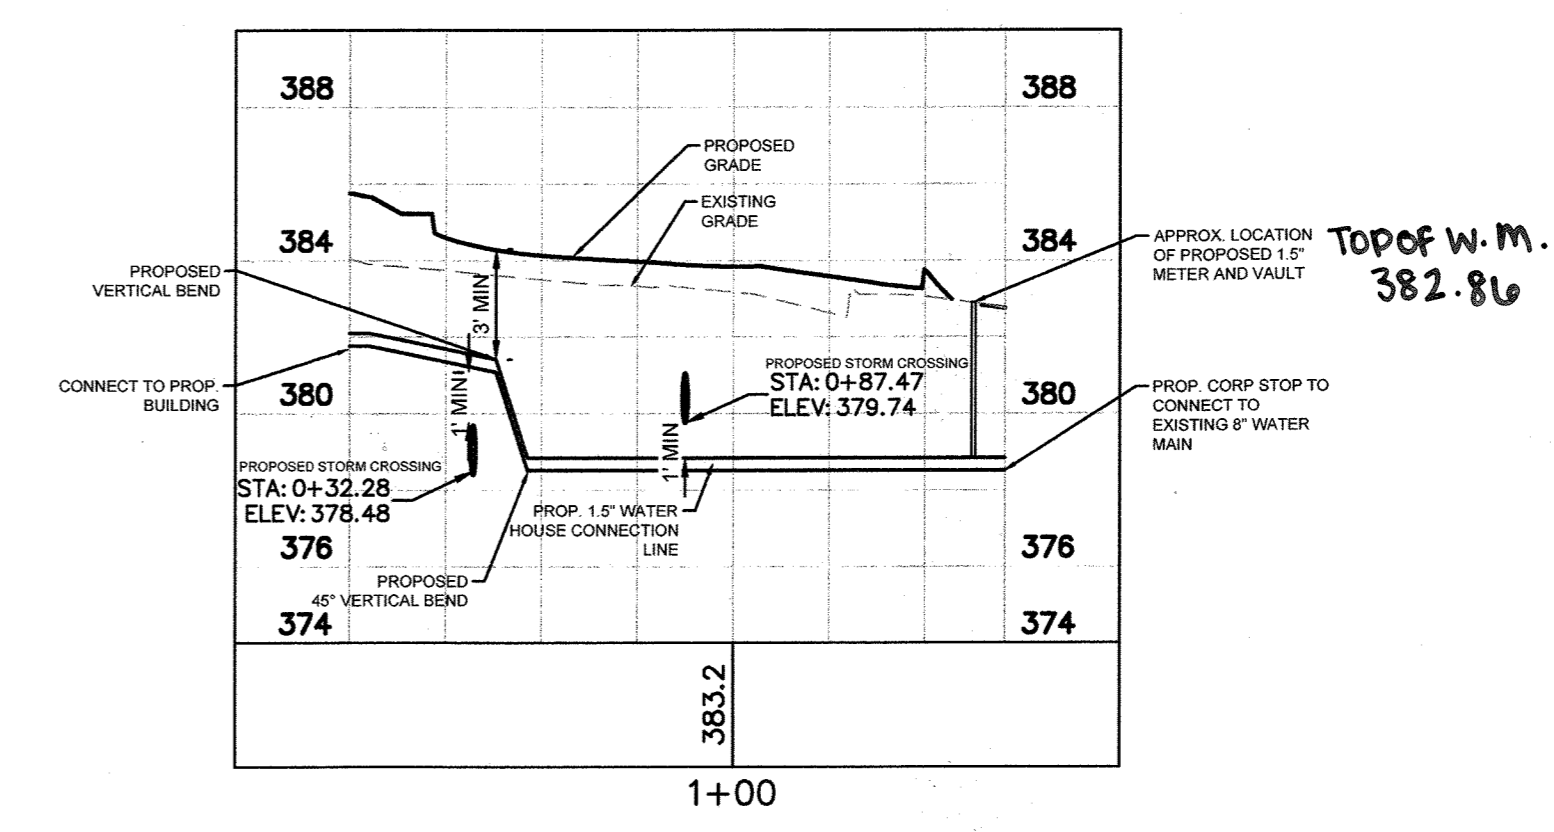 388
388
PROPOSED
GRADE
EXISTING
GRADE
384
384
APPROX. LOCATION
OF PROPOSED 1.5"
METER AND VAULT
TOP OF W.M.
382.86
PROPOSED
VERTICAL BEND
3' MIN
PROPOSED STORM CROSSING
STA: 0+87.47
ELEV: 379.74
CONNECT TO PROP.
BUILDING
380
380
PROP. CORP STOP TO
CONNECT TO
EXISTING 8" WATER
MAIN
1' MIN
1' MIN
PROPOSED STORM CROSSING
STA: 0+32.28
ELEV: 378.48
PROP. 1.5" WATER
HOUSE CONNECTION
LINE
376
376
PROPOSED
45° VERTICAL BEND
374
374
383.2
1+00